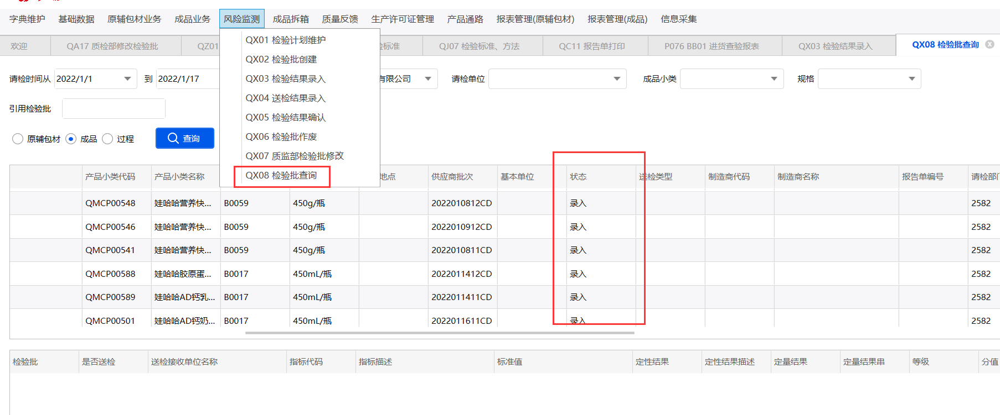 字典维护 基础数据 原辅包材业务 成品业务 风险监测 成品拆箱 质量反馈 生产许可证管理 产品通路 报表管理(原辅包材) 报表管理(成品) 信息采集
欢迎 QA17 质检部修改检验批 QZ01 检验标准 QJ07 检验标准、方法 QC11 报告单打印 P076 BB01 进货查验报表 QX03 检验结果录入 QX08 检验批查询
QX01 检验计划维护
QX02 检验批创建
QX03 检验结果录入
QX04 送检结果录入
QX05 检验结果确认
QX06 检验批作废
QX07 质监部检验批修改
QX08 检验批查询
请检时间从 2022/1/1 到 2022/1/17 有限公司 请检单位 成品小类 规格
引用检验批
原辅包材 成品 过程 查询
产品小类代码 产品小类名称 地点 供应商批次 基本单位 状态 送检类型 制造商代码 制造商名称 报告单编号 请检部门
QMCP00548 娃哈哈营养快... B0059 450g/瓶 2022010812CD 录入 2582
QMCP00546 娃哈哈营养快... B0059 450g/瓶 2022010912CD 录入 2582
QMCP00541 娃哈哈营养快... B0059 450g/瓶 2022010811CD 录入 2582
QMCP00588 娃哈哈胶原蛋... B0017 450mL/瓶 2022011412CD 录入 2582
QMCP00589 娃哈哈AD钙乳... B0017 450mL/瓶 2022011411CD 录入 2582
QMCP00501 娃哈哈AD钙奶... B0017 450mL/瓶 2022011611CD 录入 2582
检验批 是否送检 送检接收单位名称 指标代码 指标描述 标准值 定性结果 定性结果描述 定量结果 定量结果串 等级 分值